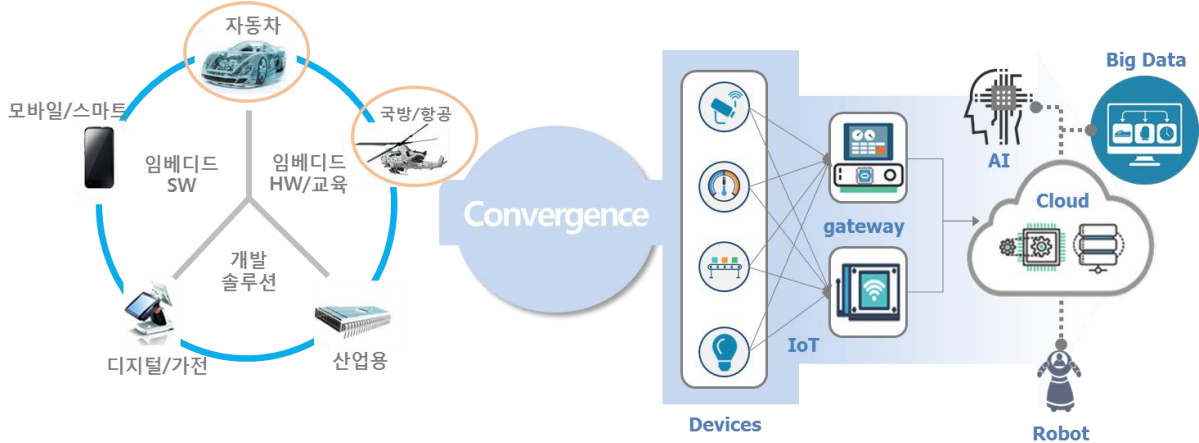 자동차
모바일/스마트
국방/항공
임베디드
SW
임베디드
HW/교육
개발
솔루션
디지털/가전
산업용
Convergence
Devices
gateway
IoT
AI
Big Data
Cloud
Robot